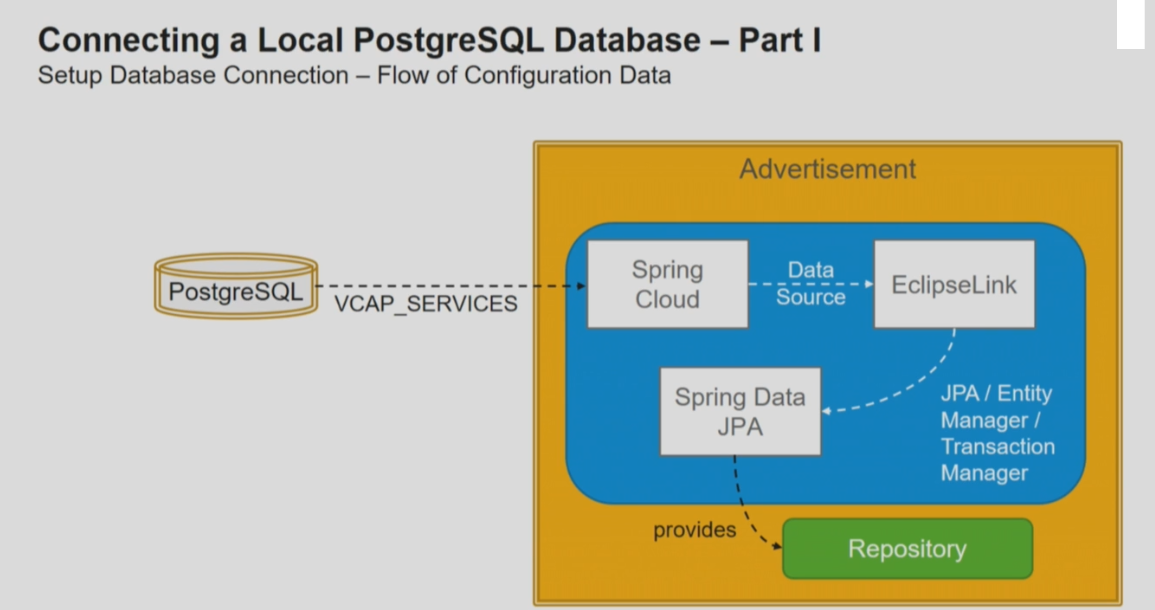 Connecting a Local PostgreSQL Database – Part I
Setup Database Connection – Flow of Configuration Data
Advertisement
PostgreSQL
VCAP_SERVICES
Spring
Cloud
Data
Source
EclipseLink
Spring Data
JPA
JPA / Entity
Manager /
Transaction
Manager
provides
Repository